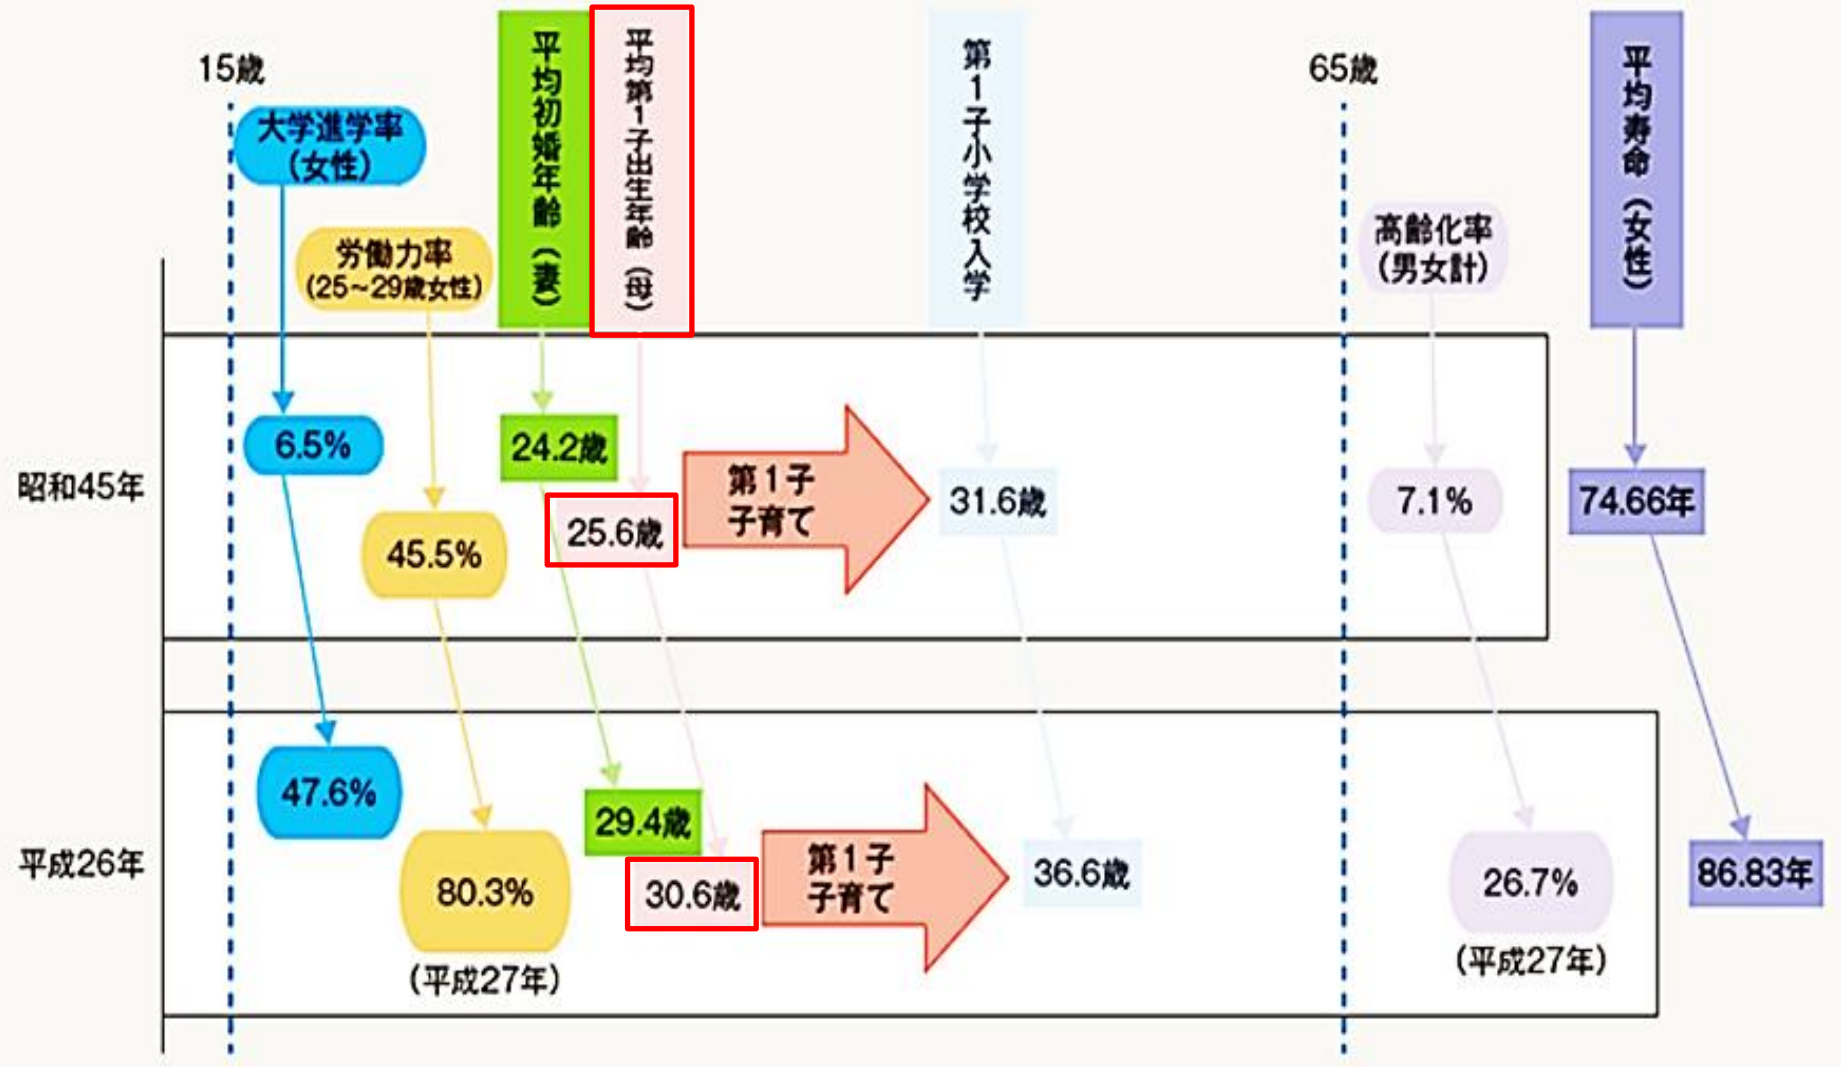 15歳
大学進学率
(女性)
労働力率
(25~29歳女性)
平均初婚年齢(妻)
平均第1子出生年齢(母)
第1子小学校入学
65歳
高齢化率
(男女計)
平均寿命(女性)
昭和45年
6.5%
45.5%
24.2歳
25.6歳
第1子
子育て
31.6歳
7.1%
74.66年
平成26年
47.6%
80.3%
(平成27年)
29.4歳
30.6歳
第1子
子育て
36.6歳
26.7%
(平成27年)
86.83年